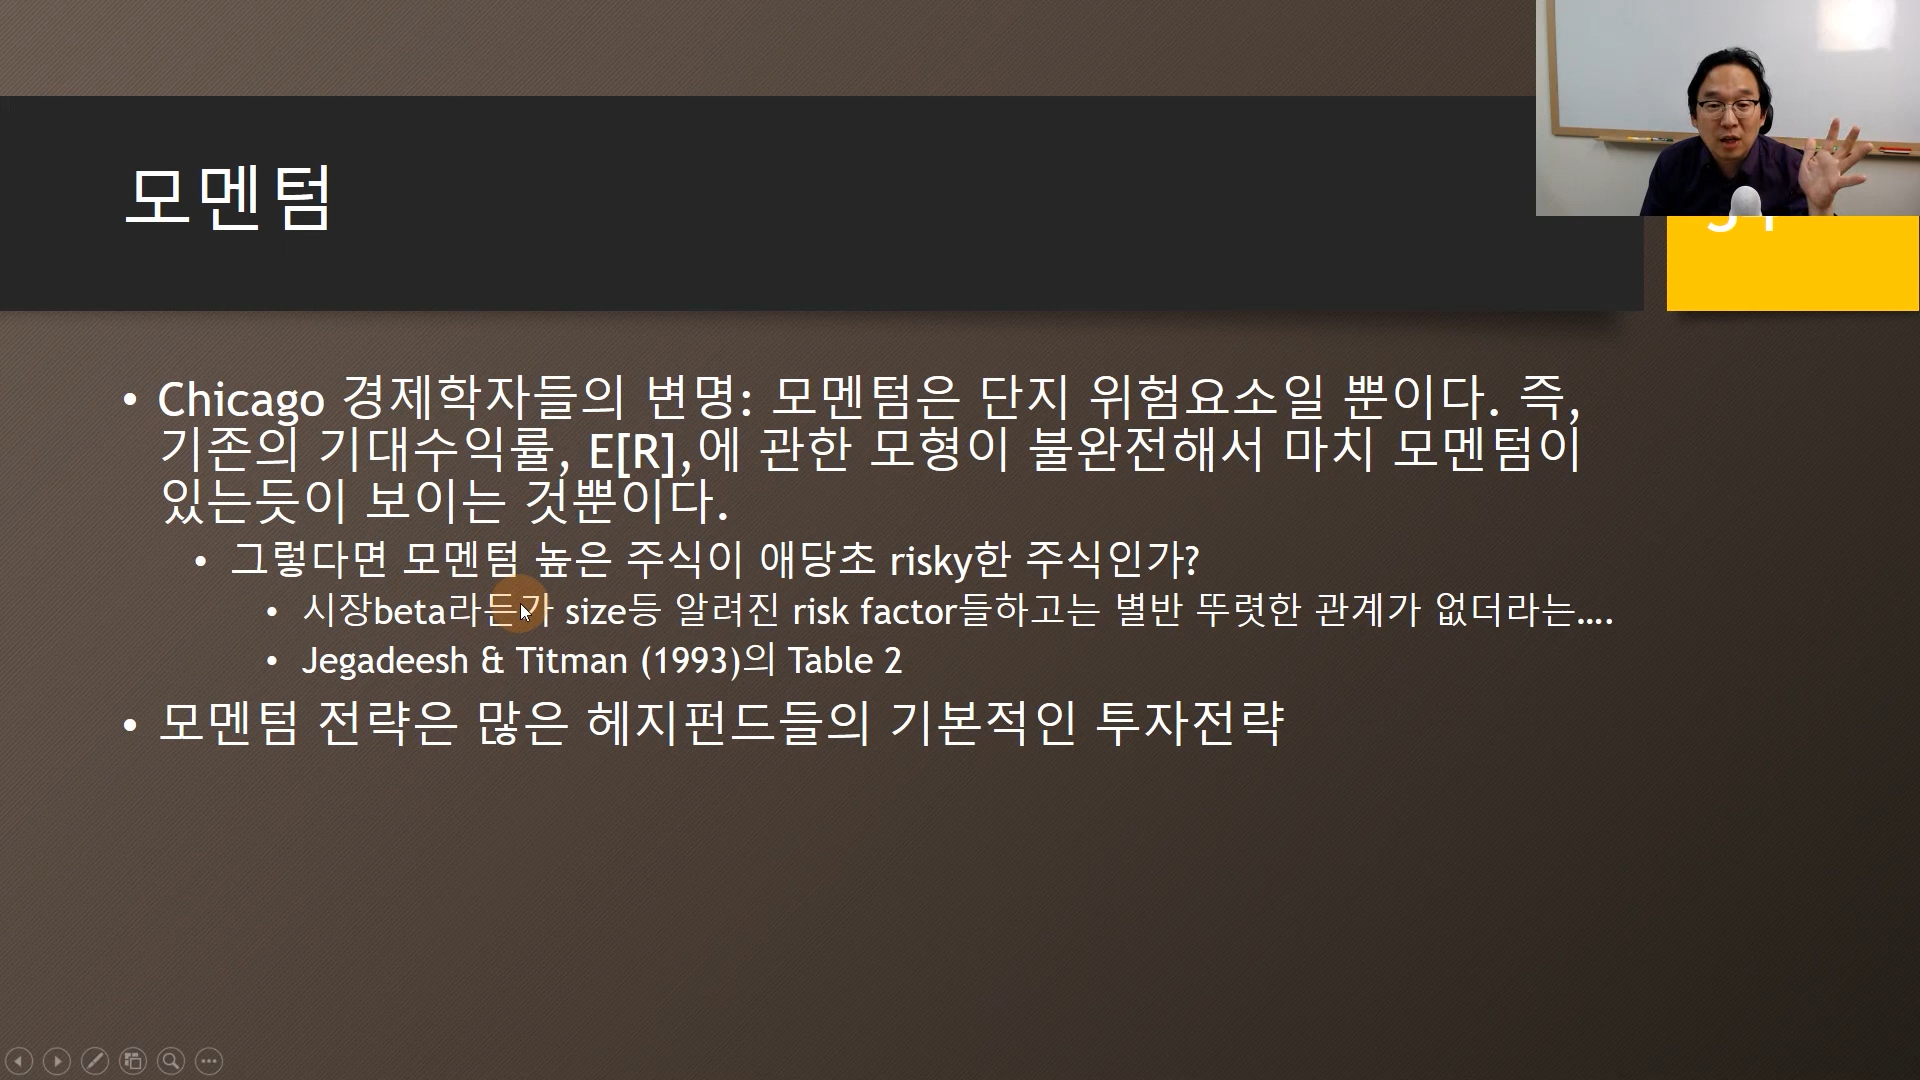 모멘텀
• Chicago 경제학자들의 변명: 모멘텀은 단지 위험요소일 뿐이다. 즉,
기존의 기대수익률, E[R],에 관한 모형이 불완전해서 마치 모멘텀이
있는듯이 보이는 것뿐이다.
• 그렇다면 모멘텀 높은 주식이 애당초 risky한 주식인가?
• 시장beta라든가 size등 알려진 risk factor들하고는 별반 뚜렷한 관계가 없더라는....
• Jegadeesh & Titman (1993)의 Table 2
• 모멘텀 전략은 많은 헤지펀드들의 기본적인 투자전략